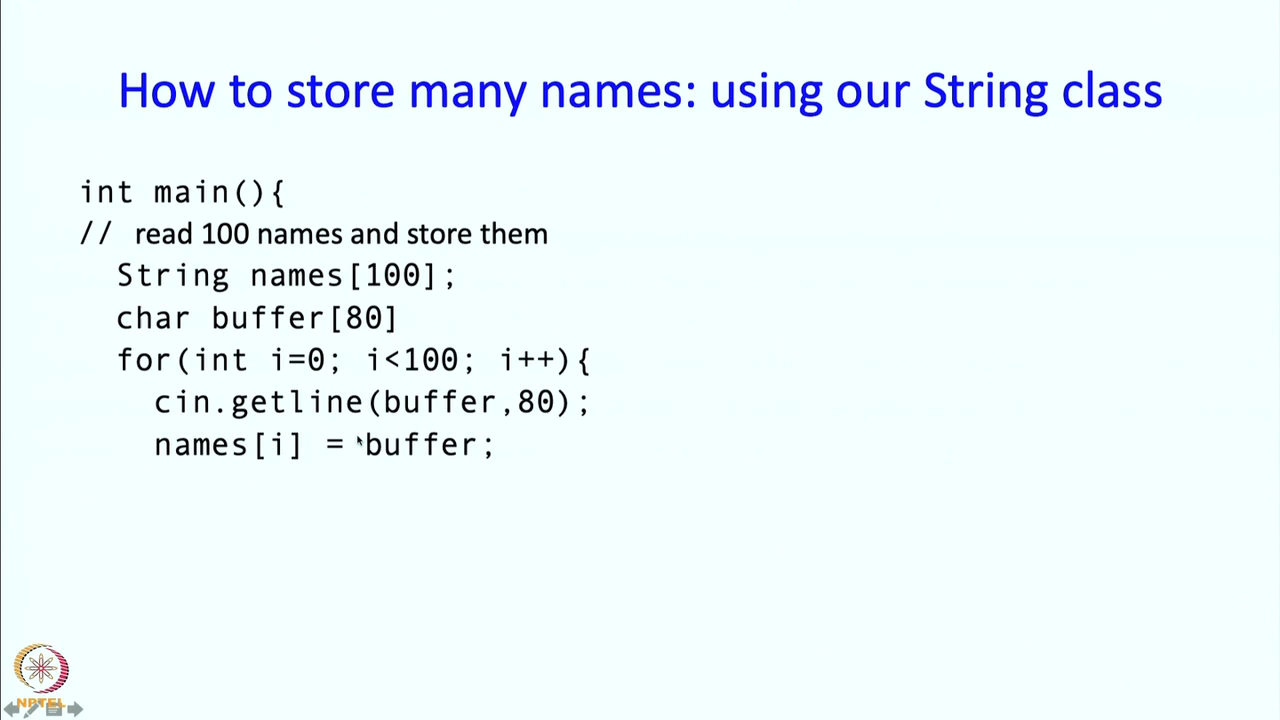 How to store many names: using our String class
int main(){
// read 100 names and store them
String names[100];
char buffer[80]
for(int i=0; i<100; i++){
cin.getline(buffer,80);
names[i] = buffer;
NPTEL